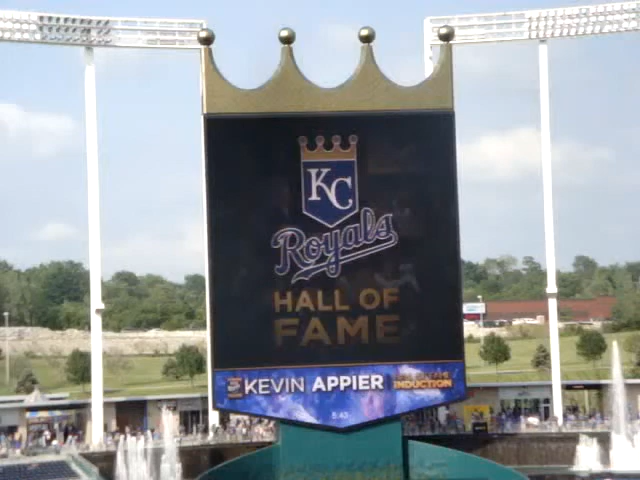 KC
Royals
HALL OF
FAME
KEVIN APPIER
INDUCTION